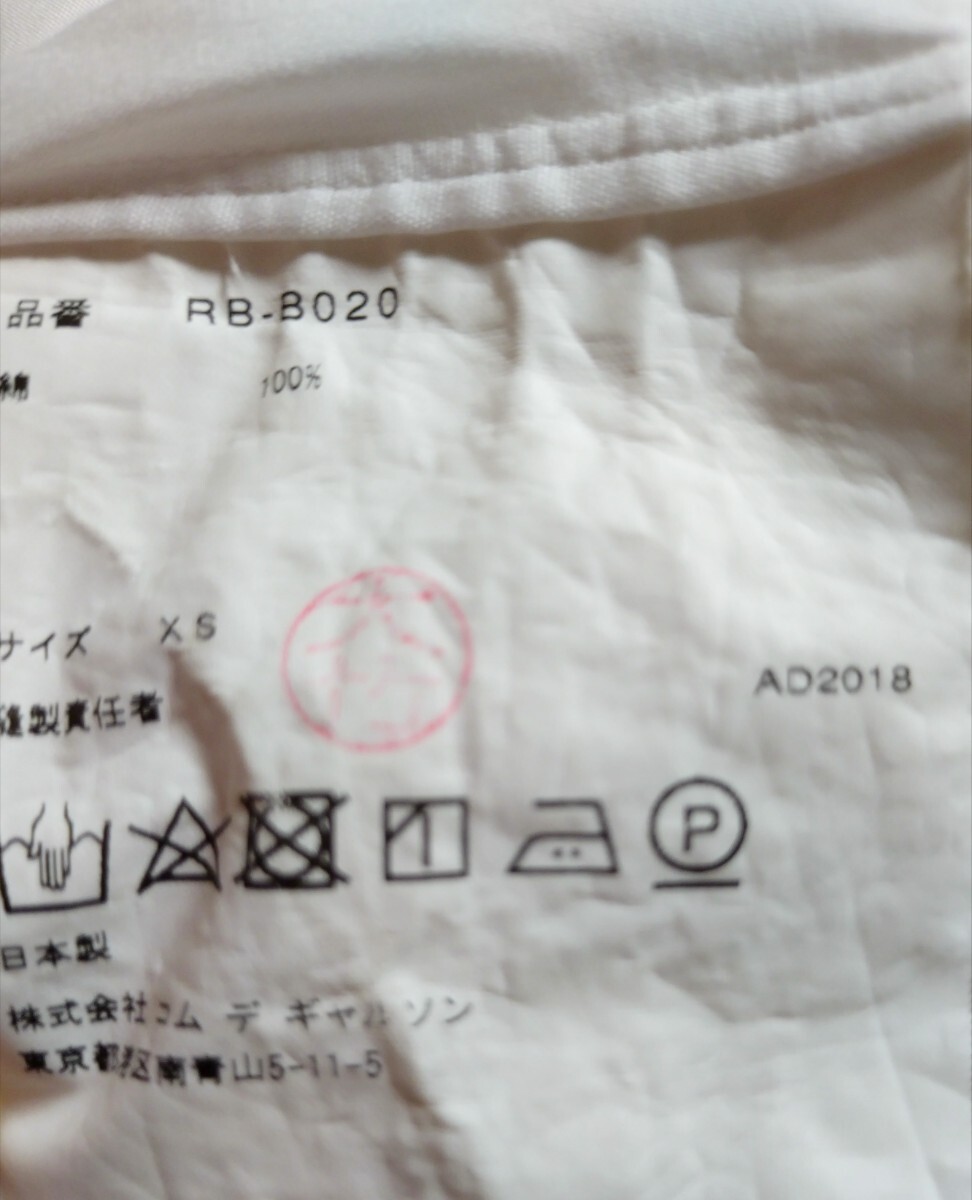 品番 RB-B020
綿 100%
サイズ XS
AD2018
縫製責任者
P
日本製
株式会社コム デ ギャルソン
東京都港区南青山5-11-5